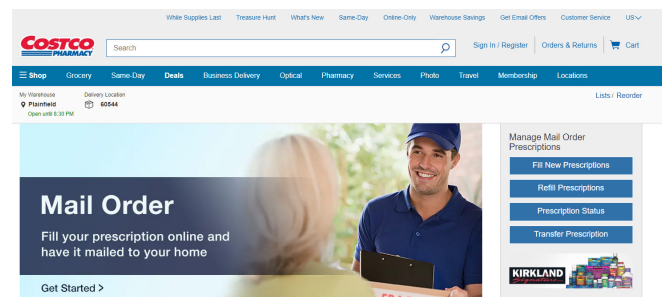 While Supplies Last Treasure Hunt What's New Same-Day Online-Only Warehouse Savings Get Email Offers Customer Service US
COSTCO
PHARMACY
Search
Sign In / Register Orders & Returns Cart
Shop Grocery Same-Day Deals Business Delivery Optical Pharmacy Services Photo Travel Membership Locations
My Warehouse Delivery Location
Plainfield 60544
Open until 8:30 PM
Lists / Reorder
Mail Order
Fill your prescription online and
have it mailed to your home
Get Started >
Manage Mail Order
Prescriptions
Fill New Prescriptions
Refill Prescriptions
Prescription Status
Transfer Prescription
KIRKLAND
Signature